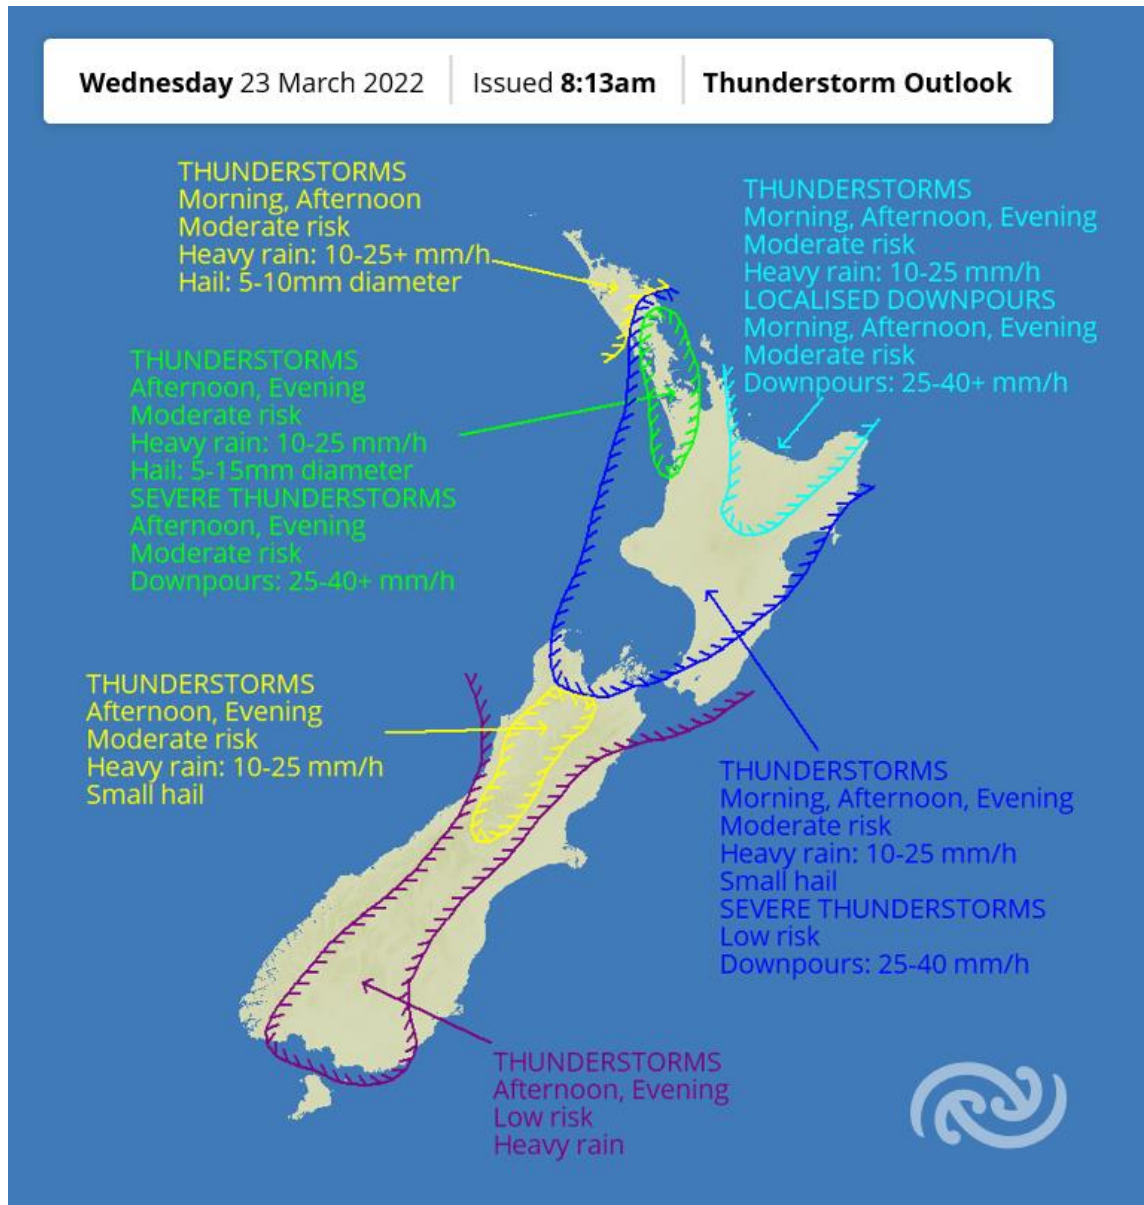 Wednesday 23 March 2022 Issued 8:13am Thunderstorm Outlook
THUNDERSTORMS
Morning, Afternoon
Moderate risk
Heavy rain: 10-25+ mm/h
Hail: 5-10mm diameter
THUNDERSTORMS
Morning, Afternoon, Evening
Moderate risk
Heavy rain: 10-25 mm/h
LOCALISED DOWNPOURS
Morning, Afternoon, Evening
Moderate risk
Downpours: 25-40+ mm/h
THUNDERSTORMS
Afternoon, Evening
Moderate risk
Heavy rain: 10-25 mm/h
Hail: 5-15mm diameter
SEVERE THUNDERSTORMS
Afternoon, Evening
Moderate risk
Downpours: 25-40+ mm/h
THUNDERSTORMS
Afternoon, Evening
Moderate risk
Heavy rain: 10-25 mm/h
Small hail
THUNDERSTORMS
Morning, Afternoon, Evening
Moderate risk
Heavy rain: 10-25 mm/h
Small hail
SEVERE THUNDERSTORMS
Low risk
Downpours: 25-40 mm/h
THUNDERSTORMS
Afternoon, Evening
Low risk
Heavy rain